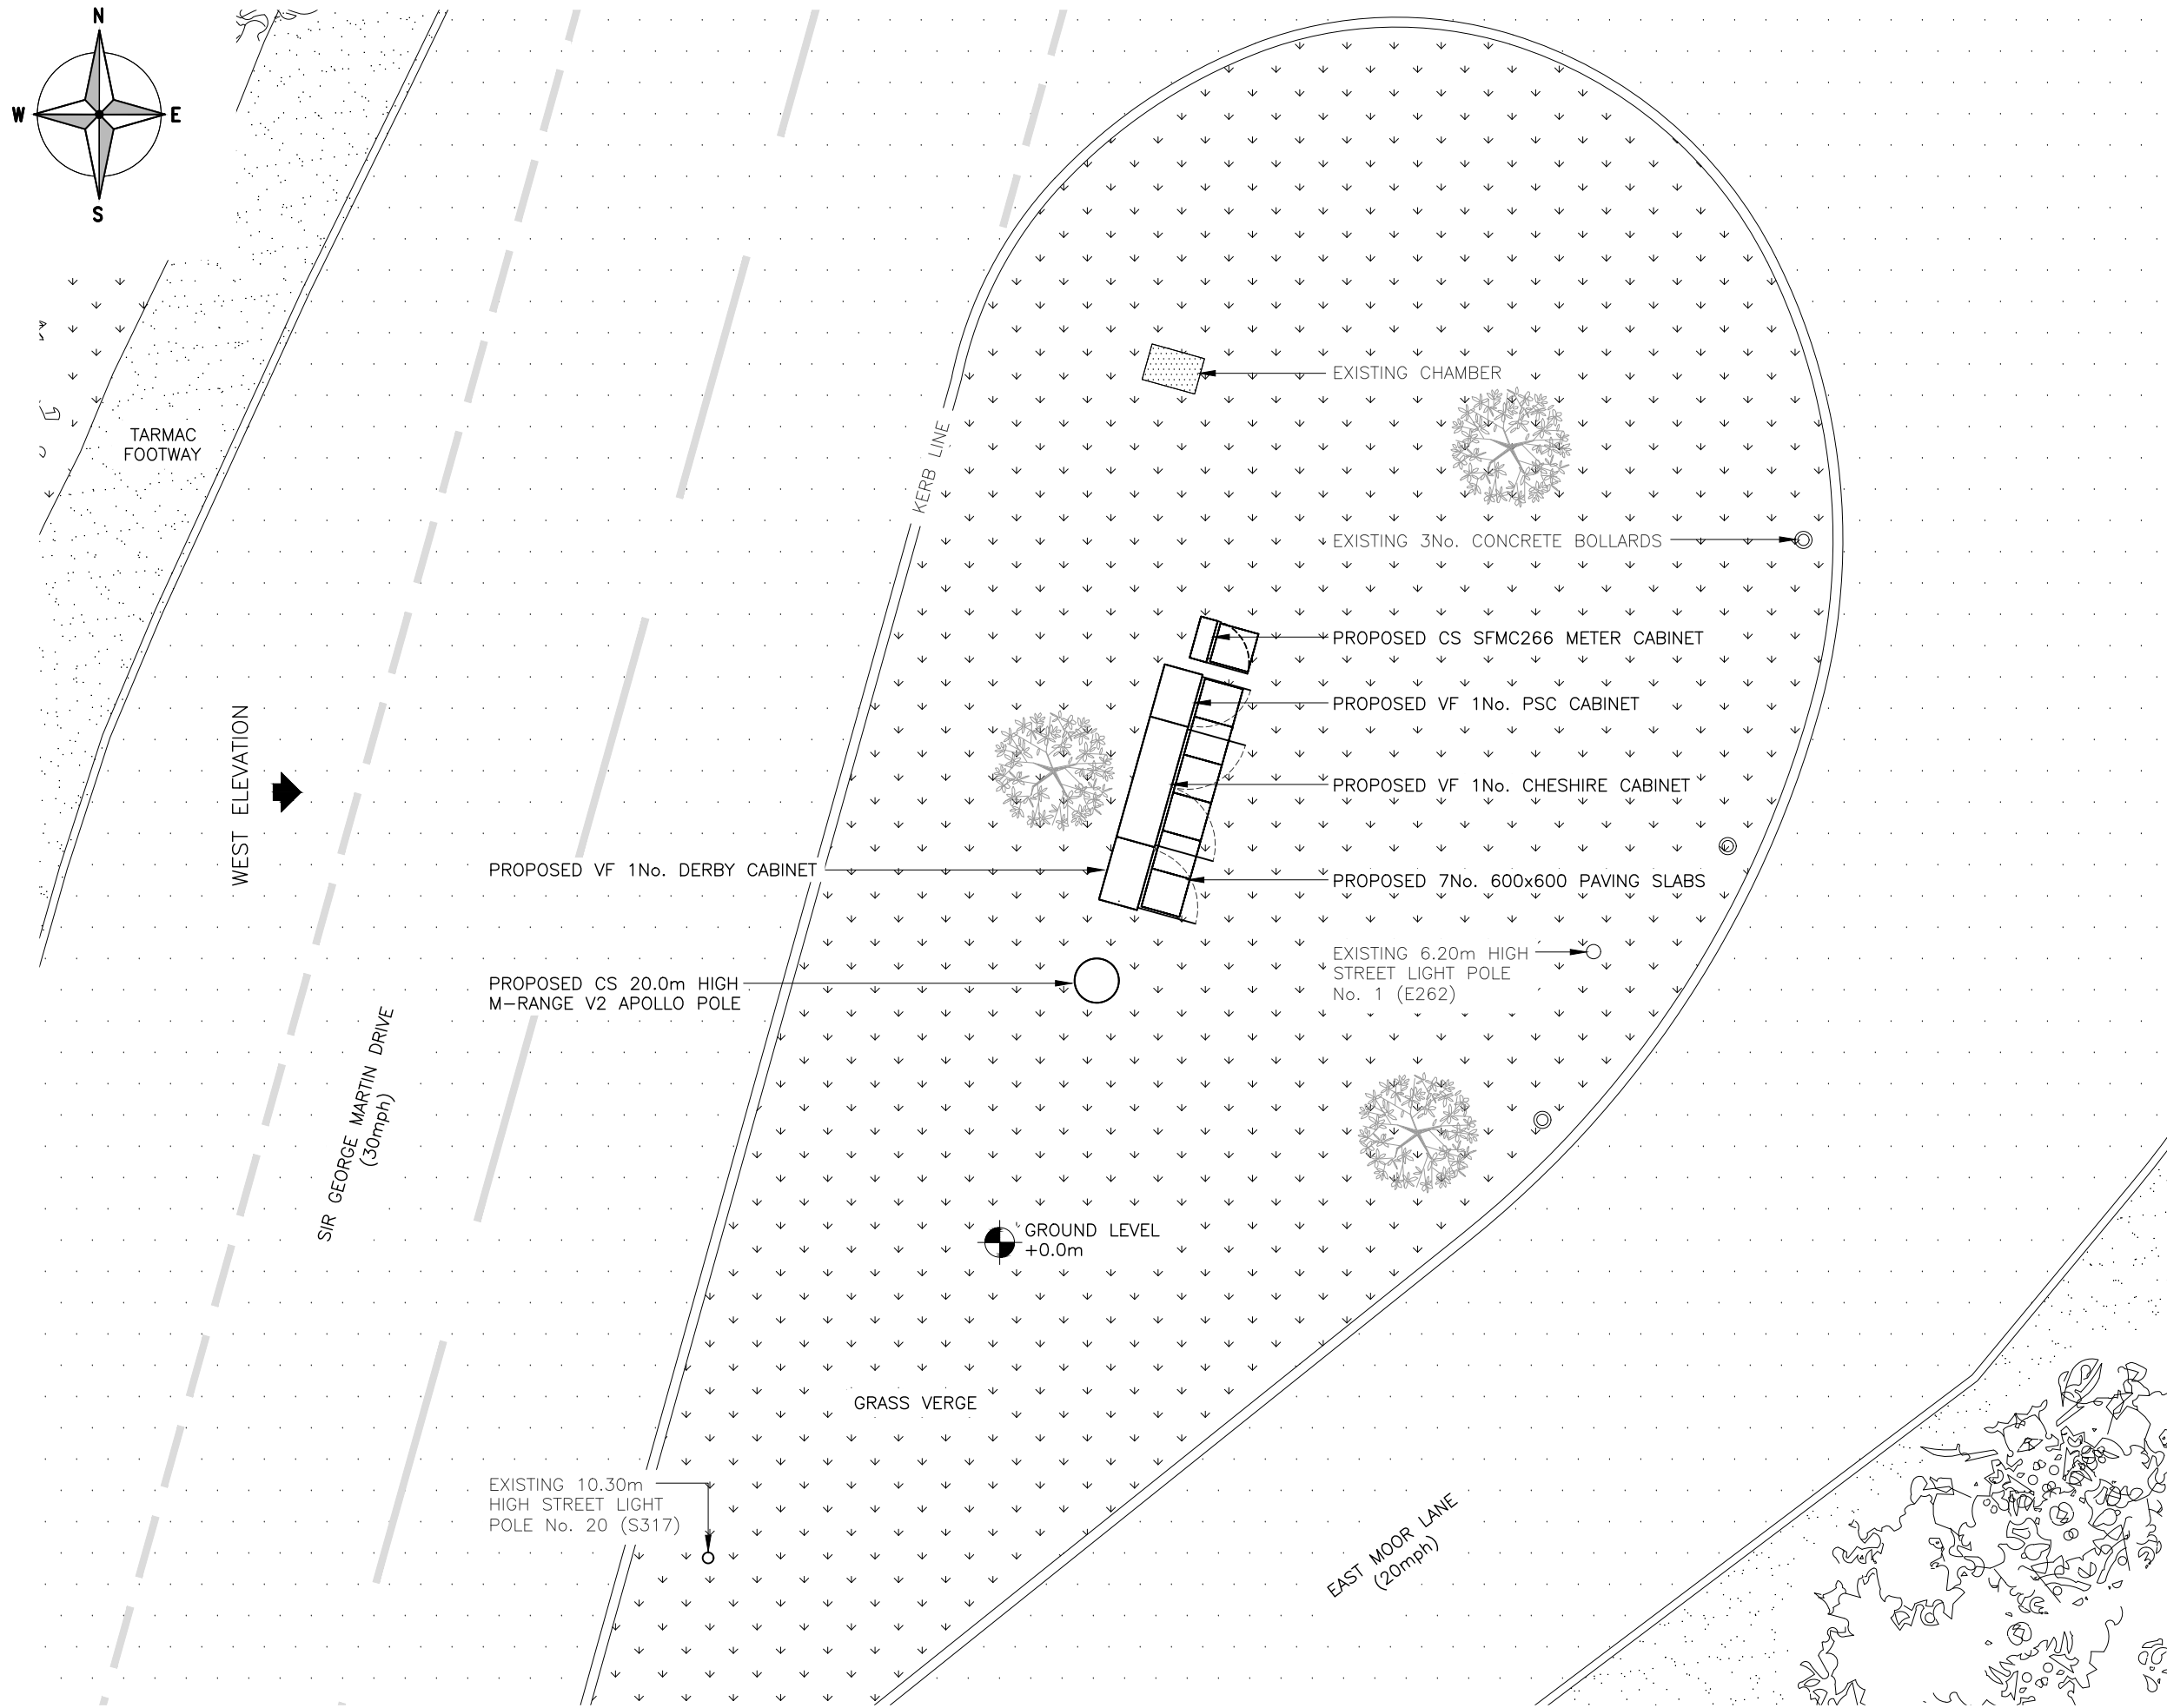 N
W
E
S
TARMAC
FOOTWAY
KERB LINE
EXISTING CHAMBER
EXISTING 3No. CONCRETE BOLLARDS
PROPOSED CS SFMC266 METER CABINET
PROPOSED VF 1No. PSC CABINET
WEST ELEVATION
PROPOSED VF 1No. CHESHIRE CABINET
PROPOSED VF 1No. DERBY CABINET
PROPOSED 7No. 600x600 PAVING SLABS
EXISTING 6.20m HIGH
STREET LIGHT POLE
No. 1 (E262)
PROPOSED CS 20.0m HIGH
M-RANGE V2 APOLLO POLE
SIR GEORGE MARTIN DRIVE
(30mph)
GROUND LEVEL
+0.0m
GRASS VERGE
EXISTING 10.30m
HIGH STREET LIGHT
POLE No. 20 (S317)
EAST MOOR LANE
(20mph)